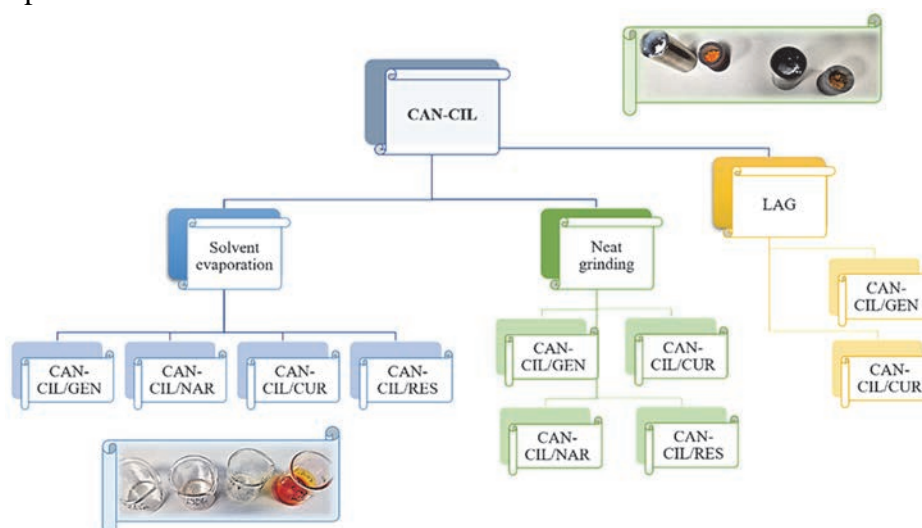 CAN-CIL
LAG
Solvent
evaporation
Neat
grinding
CAN-
CIL/GEN
CAN-
CIL/NAR
CAN-
CIL/CUR
CAN-
CIL/RES
CAN-
CIL/GEN
CAN-
CIL/CUR
CAN-
CIL/NAR
CAN-
CIL/RES
CAN-
CIL/GEN
CAN-
CIL/CUR